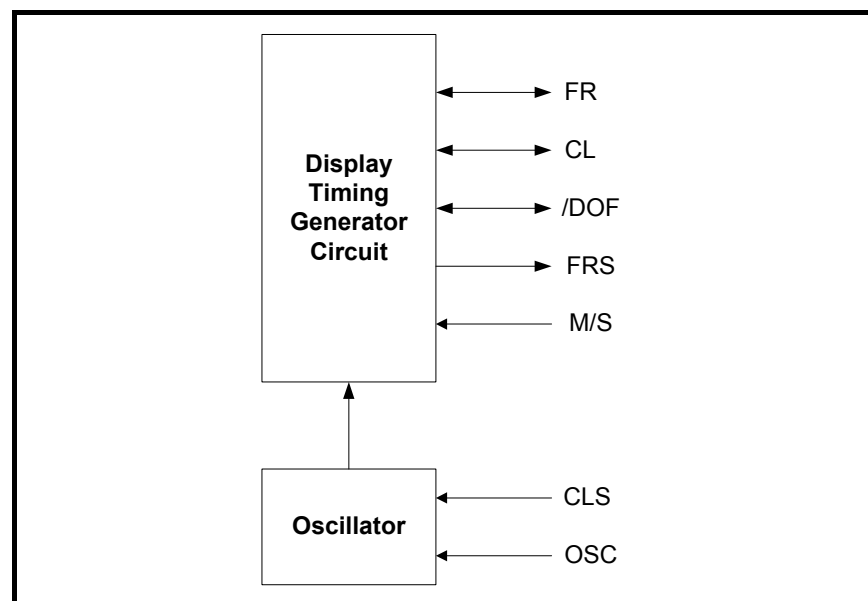 Display
Timing
Generator
Circuit
FR
CL
/DOF
FRS
M/S
Oscillator
CLS
OSC